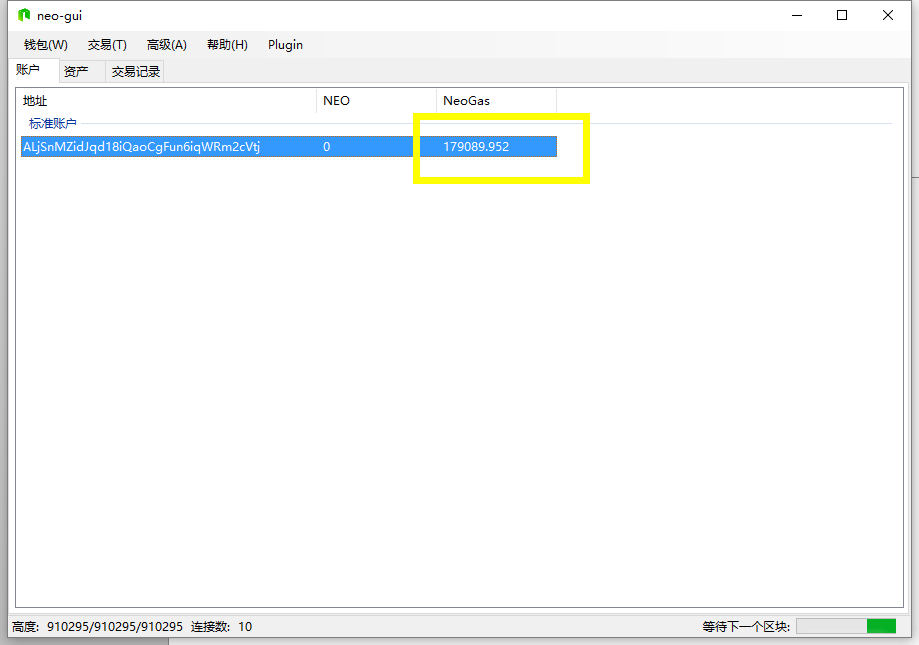 neo-gui
钱包(W) 交易(T) 高级(A) 帮助(H) Plugin
账户 资产 交易记录
地址 NEO NeoGas
标准账户
ALjSnMZidJqd18iQaoCgFun6iqWRm2cVtj 0 179089.952
高度: 910295/910295/910295 连接数: 10 等待下一个区块: